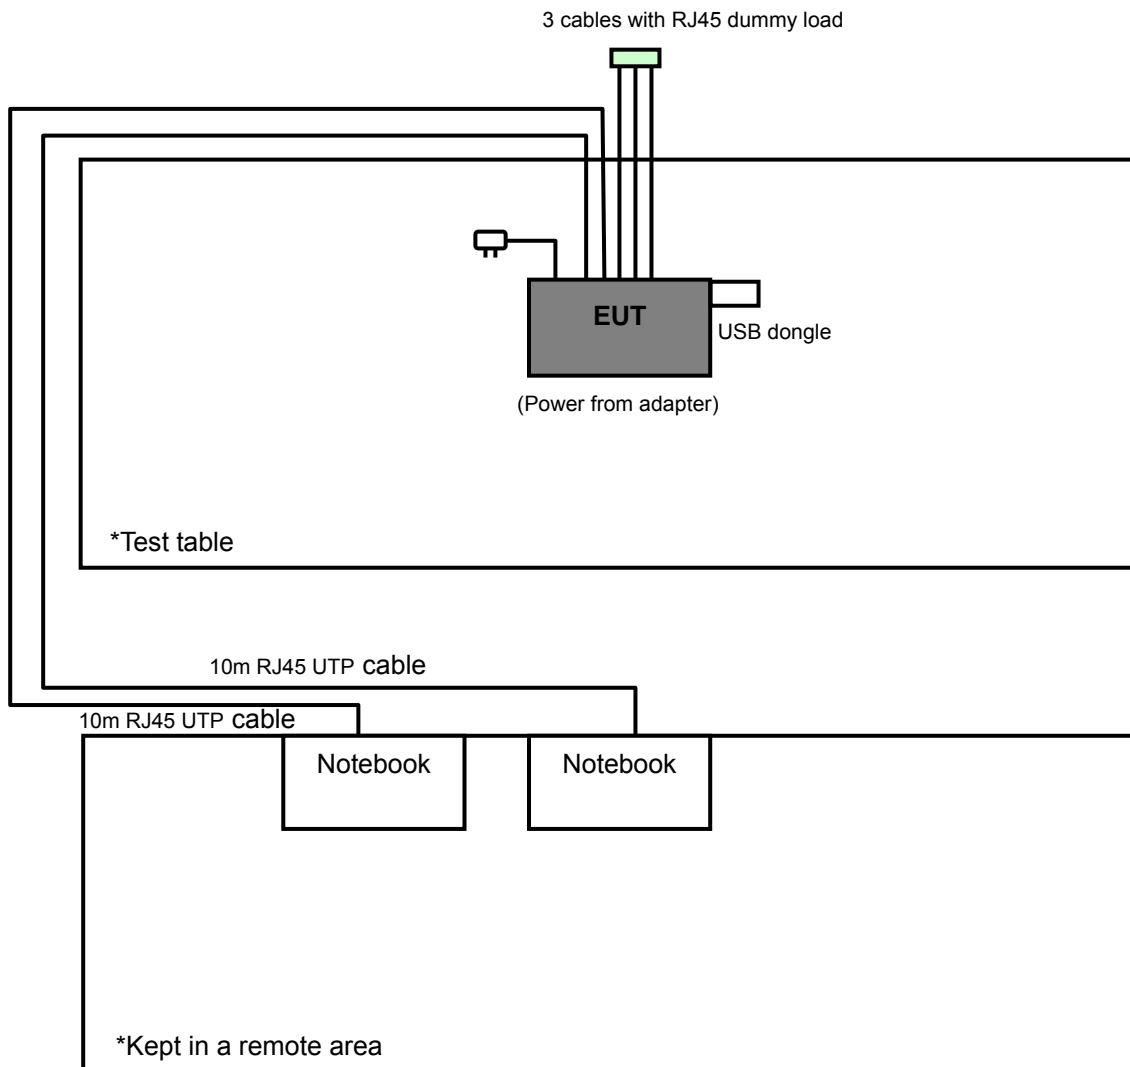 3 cables with RJ45 dummy load
EUT
USB dongle
(Power from adapter)
*Test table
10m RJ45 UTP cable
10m RJ45 UTP cable
Notebook
Notebook
*Kept in a remote area